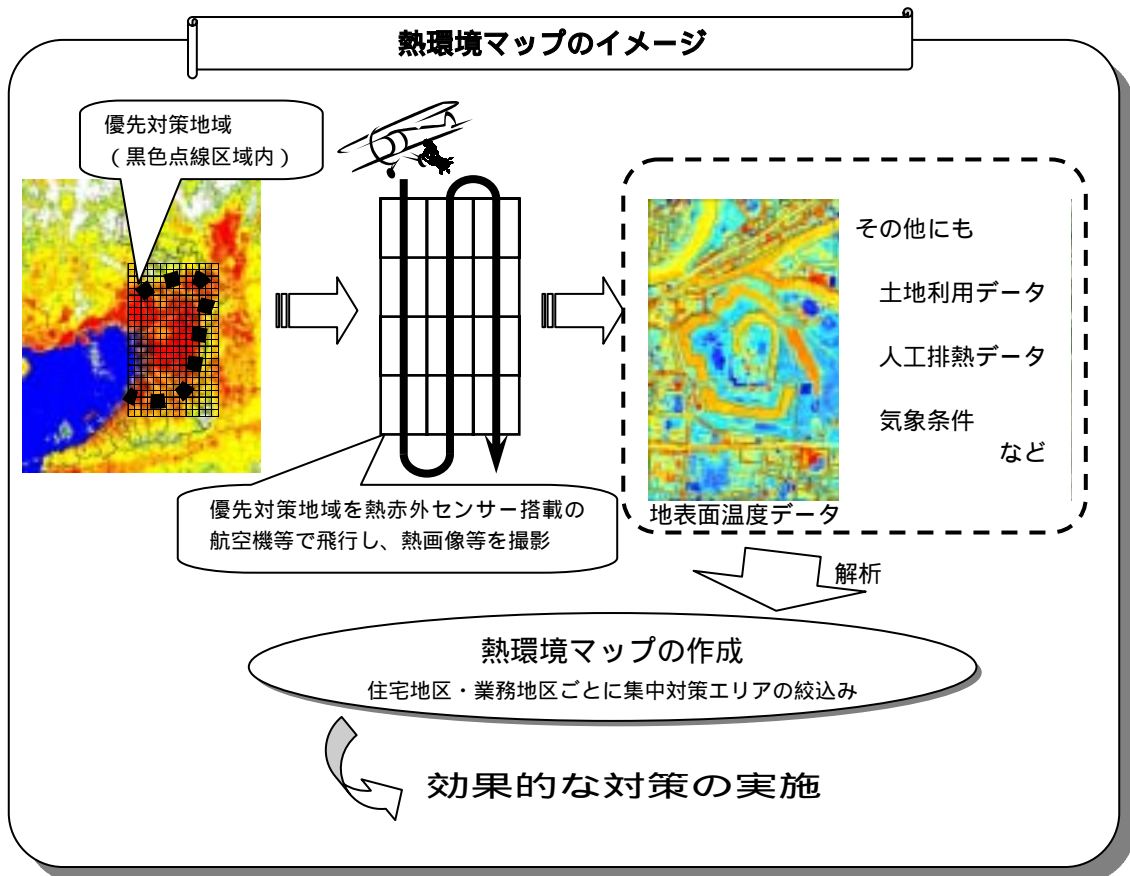 熱環境マップのイメージ
優先対策地域
（黒色点線区域内）
その他にも
土地利用データ
人工排熱データ
気象条件
など
地表面温度データ
優先対策地域を熱赤外センサー搭載の
航空機等で飛行し、熱画像等を撮影
解析
熱環境マップの作成
住宅地区・業務地区ごとに集中対策エリアの絞込み
効果的な対策の実施